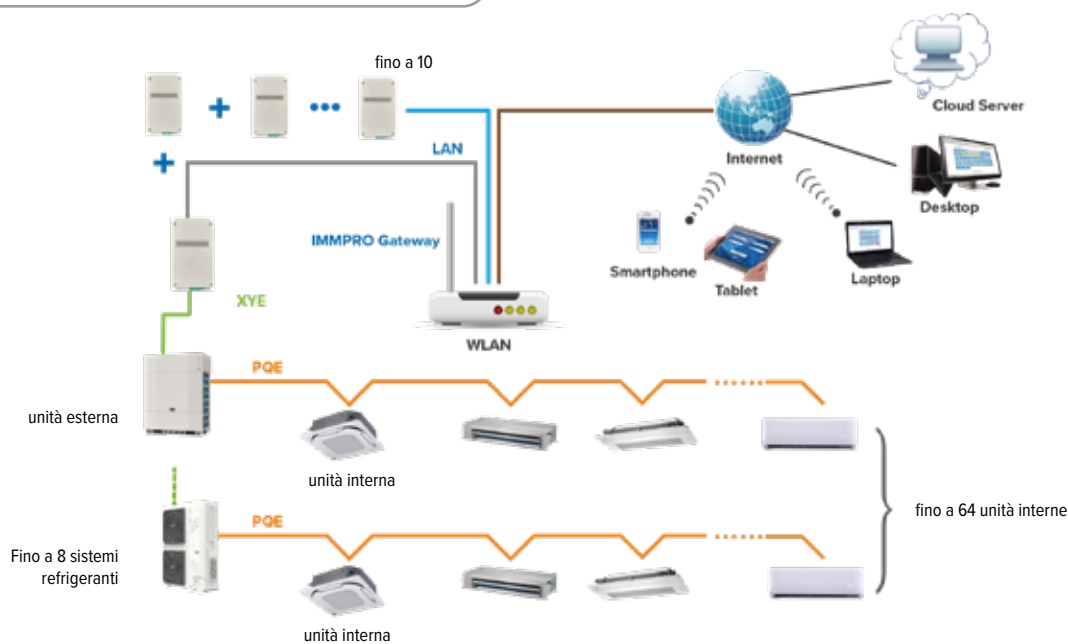 fino a 10
Cloud Server
LAN
Internet
Desktop
IMMPRO Gateway
Smartphone
Tablet
Laptop
XYE
WLAN
PQE
unità esterna
unità interna
fino a 64 unità interne
PQE
Fino a 8 sistemi
refrigeranti
unità interna